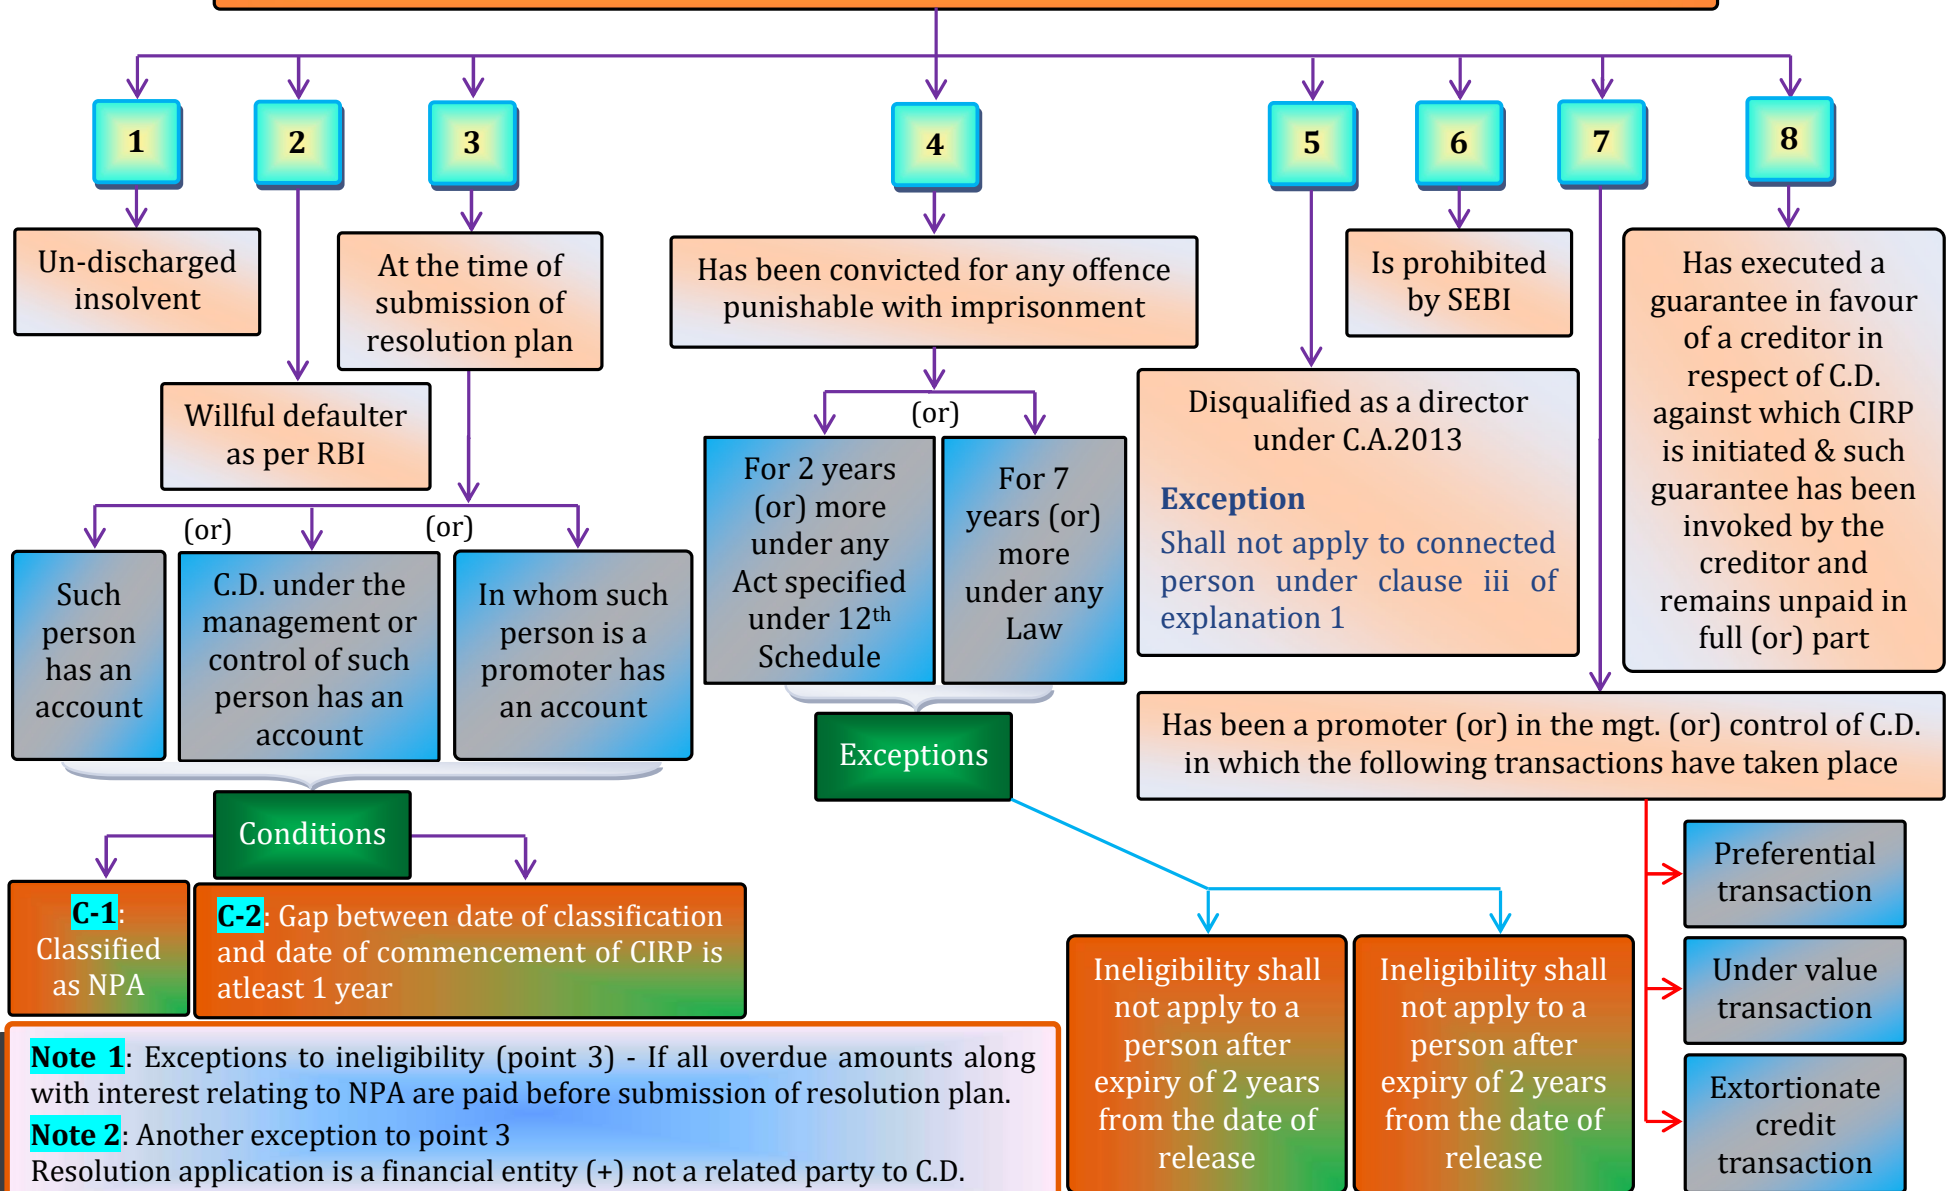 1
2
3
4
5
6
7
8
Un-discharged
insolvent
Willful defaulter
as per RBI
At the time of
submission of
resolution plan
(or)
(or)
Such
person
has an
account
C.D. under the
management or
control of such
person has an
account
In whom such
person is a
promoter has
an account
Conditions
C-1:
Classified
as NPA
C-2: Gap between date of classification
and date of commencement of CIRP is
atleast 1 year
Has been convicted for any offence
punishable with imprisonment
(or)
For 2 years
(or) more
under any
Act specified
under 12th
Schedule
For 7
years (or)
more
under any
Law
Exceptions
Ineligibility shall
not apply to a
person after
expiry of 2 years
from the date of
release
Ineligibility shall
not apply to a
person after
expiry of 2 years
from the date of
release
Disqualified as a director
under C.A.2013
Exception
Shall not apply to connected
person under clause iii of
explanation 1
Is prohibited
by SEBI
Has been a promoter (or) in the mgt. (or) control of C.D.
in which the following transactions have taken place
Preferential
transaction
Under value
transaction
Extortionate
credit
transaction
Has executed a
guarantee in favour
of a creditor in
respect of C.D.
against which CIRP
is initiated & such
guarantee has been
invoked by the
creditor and
remains unpaid in
full (or) part
Note 1: Exceptions to ineligibility (point 3) - If all overdue amounts along
with interest relating to NPA are paid before submission of resolution plan.
Note 2: Another exception to point 3
Resolution application is a financial entity (+) not a related party to C.D.